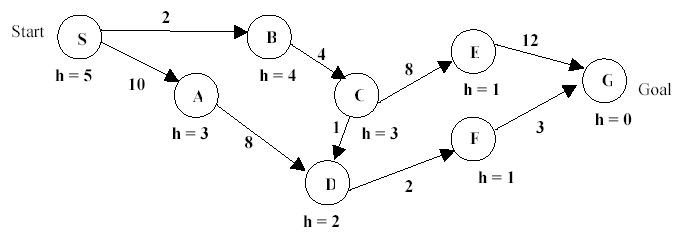 Start
S
h = 5
2
B
h = 4
10
A
h = 3
4
C
h = 3
8
E
h = 1
12
G
Goal
h = 0
8
1
D
h = 2
2
F
h = 1
3